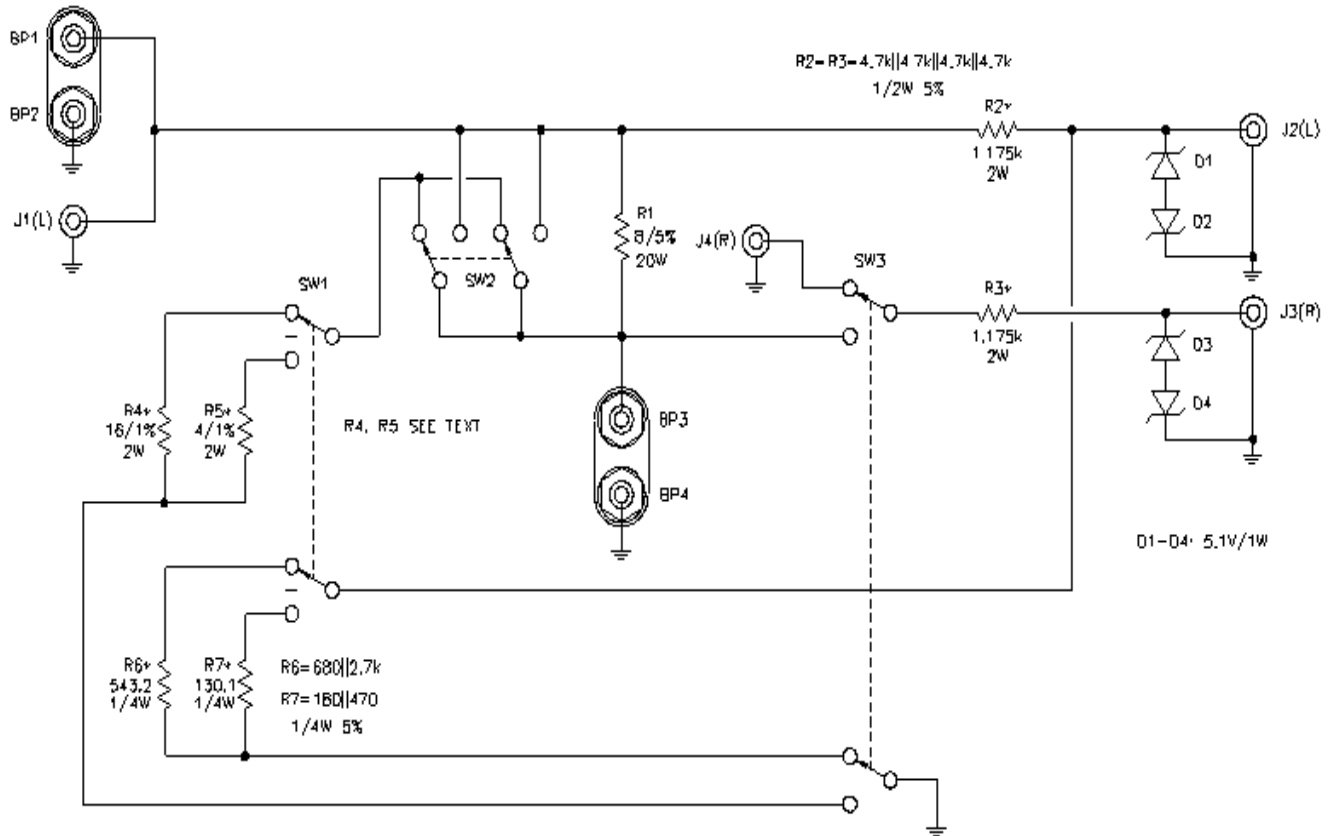 BP1
BP2
J1(L)
R2=R3=4.7k||4.7k||4.7k||4.7k
1/2W 5%
R2*
1.175k
2W
J2(L)
D1
D2
R1
8/5%
20W
J4(R)
SW2
SW1
SW3
R3*
1.175k
2W
J3(R)
D3
D4
R4*
16/1%
2W
R5*
4/1%
2W
R4, R5 SEE TEXT
BP3
BP4
D1-D4: 5.1V/1W
R6*
543.2
1/4W
R7*
130.1
1/4W
R6=680||2.7k
R7=180||470
1/4W 5%